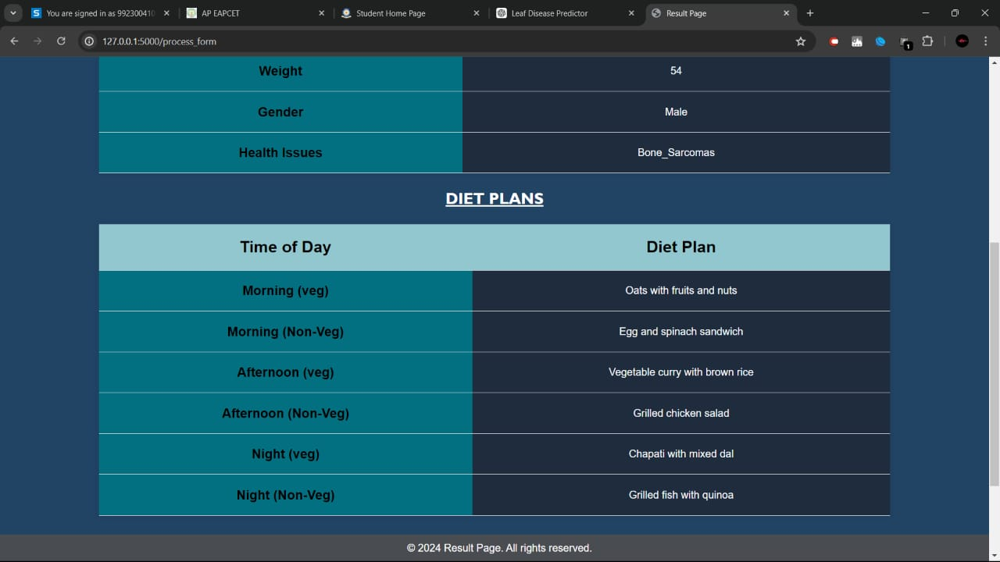 You are signed in as 992300410
AP EAPCET
Student Home Page
Leaf Disease Predictor
Result Page
127.0.0.1:5000/process_form
1
Weight 54
Gender Male
Health Issues Bone_Sarcomas
DIET PLANS
Time of Day Diet Plan
Morning (veg) Oats with fruits and nuts
Morning (Non-Veg) Egg and spinach sandwich
Afternoon (veg) Vegetable curry with brown rice
Afternoon (Non-Veg) Grilled chicken salad
Night (veg) Chapati with mixed dal
Night (Non-Veg) Grilled fish with quinoa
© 2024 Result Page. All rights reserved.